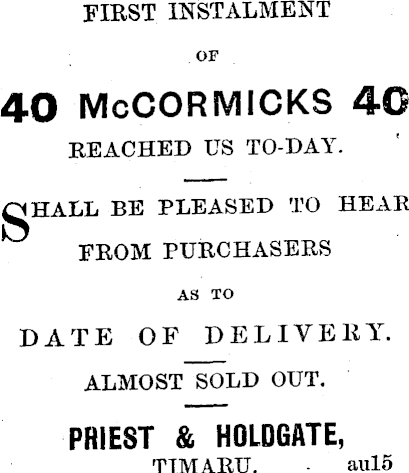 FIRST INSTALMENT
OF
40 McCORMICKS 40
REACHED US TO-DAY.
SHALL BE PLEASED TO HEAR
FROM PURCHASERS
AS TO
DATE OF DELIVERY.
ALMOST SOLD OUT.
PRIEST & HOLDGATE,
TIMARU. au15